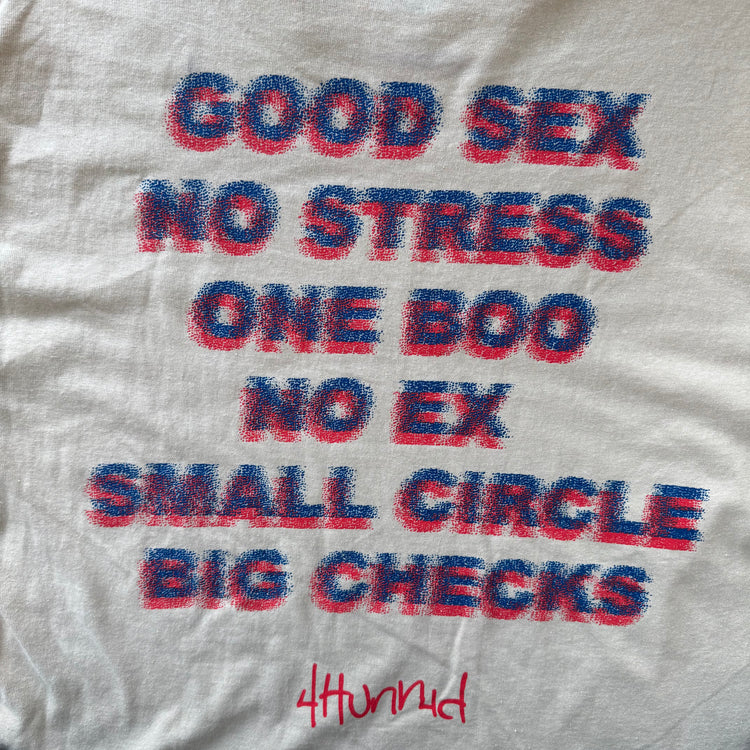 GOOD SEX
NO STRESS
ONE BOO
NO EX
SMALL CIRCLE
BIG CHECKS
4Hunnid